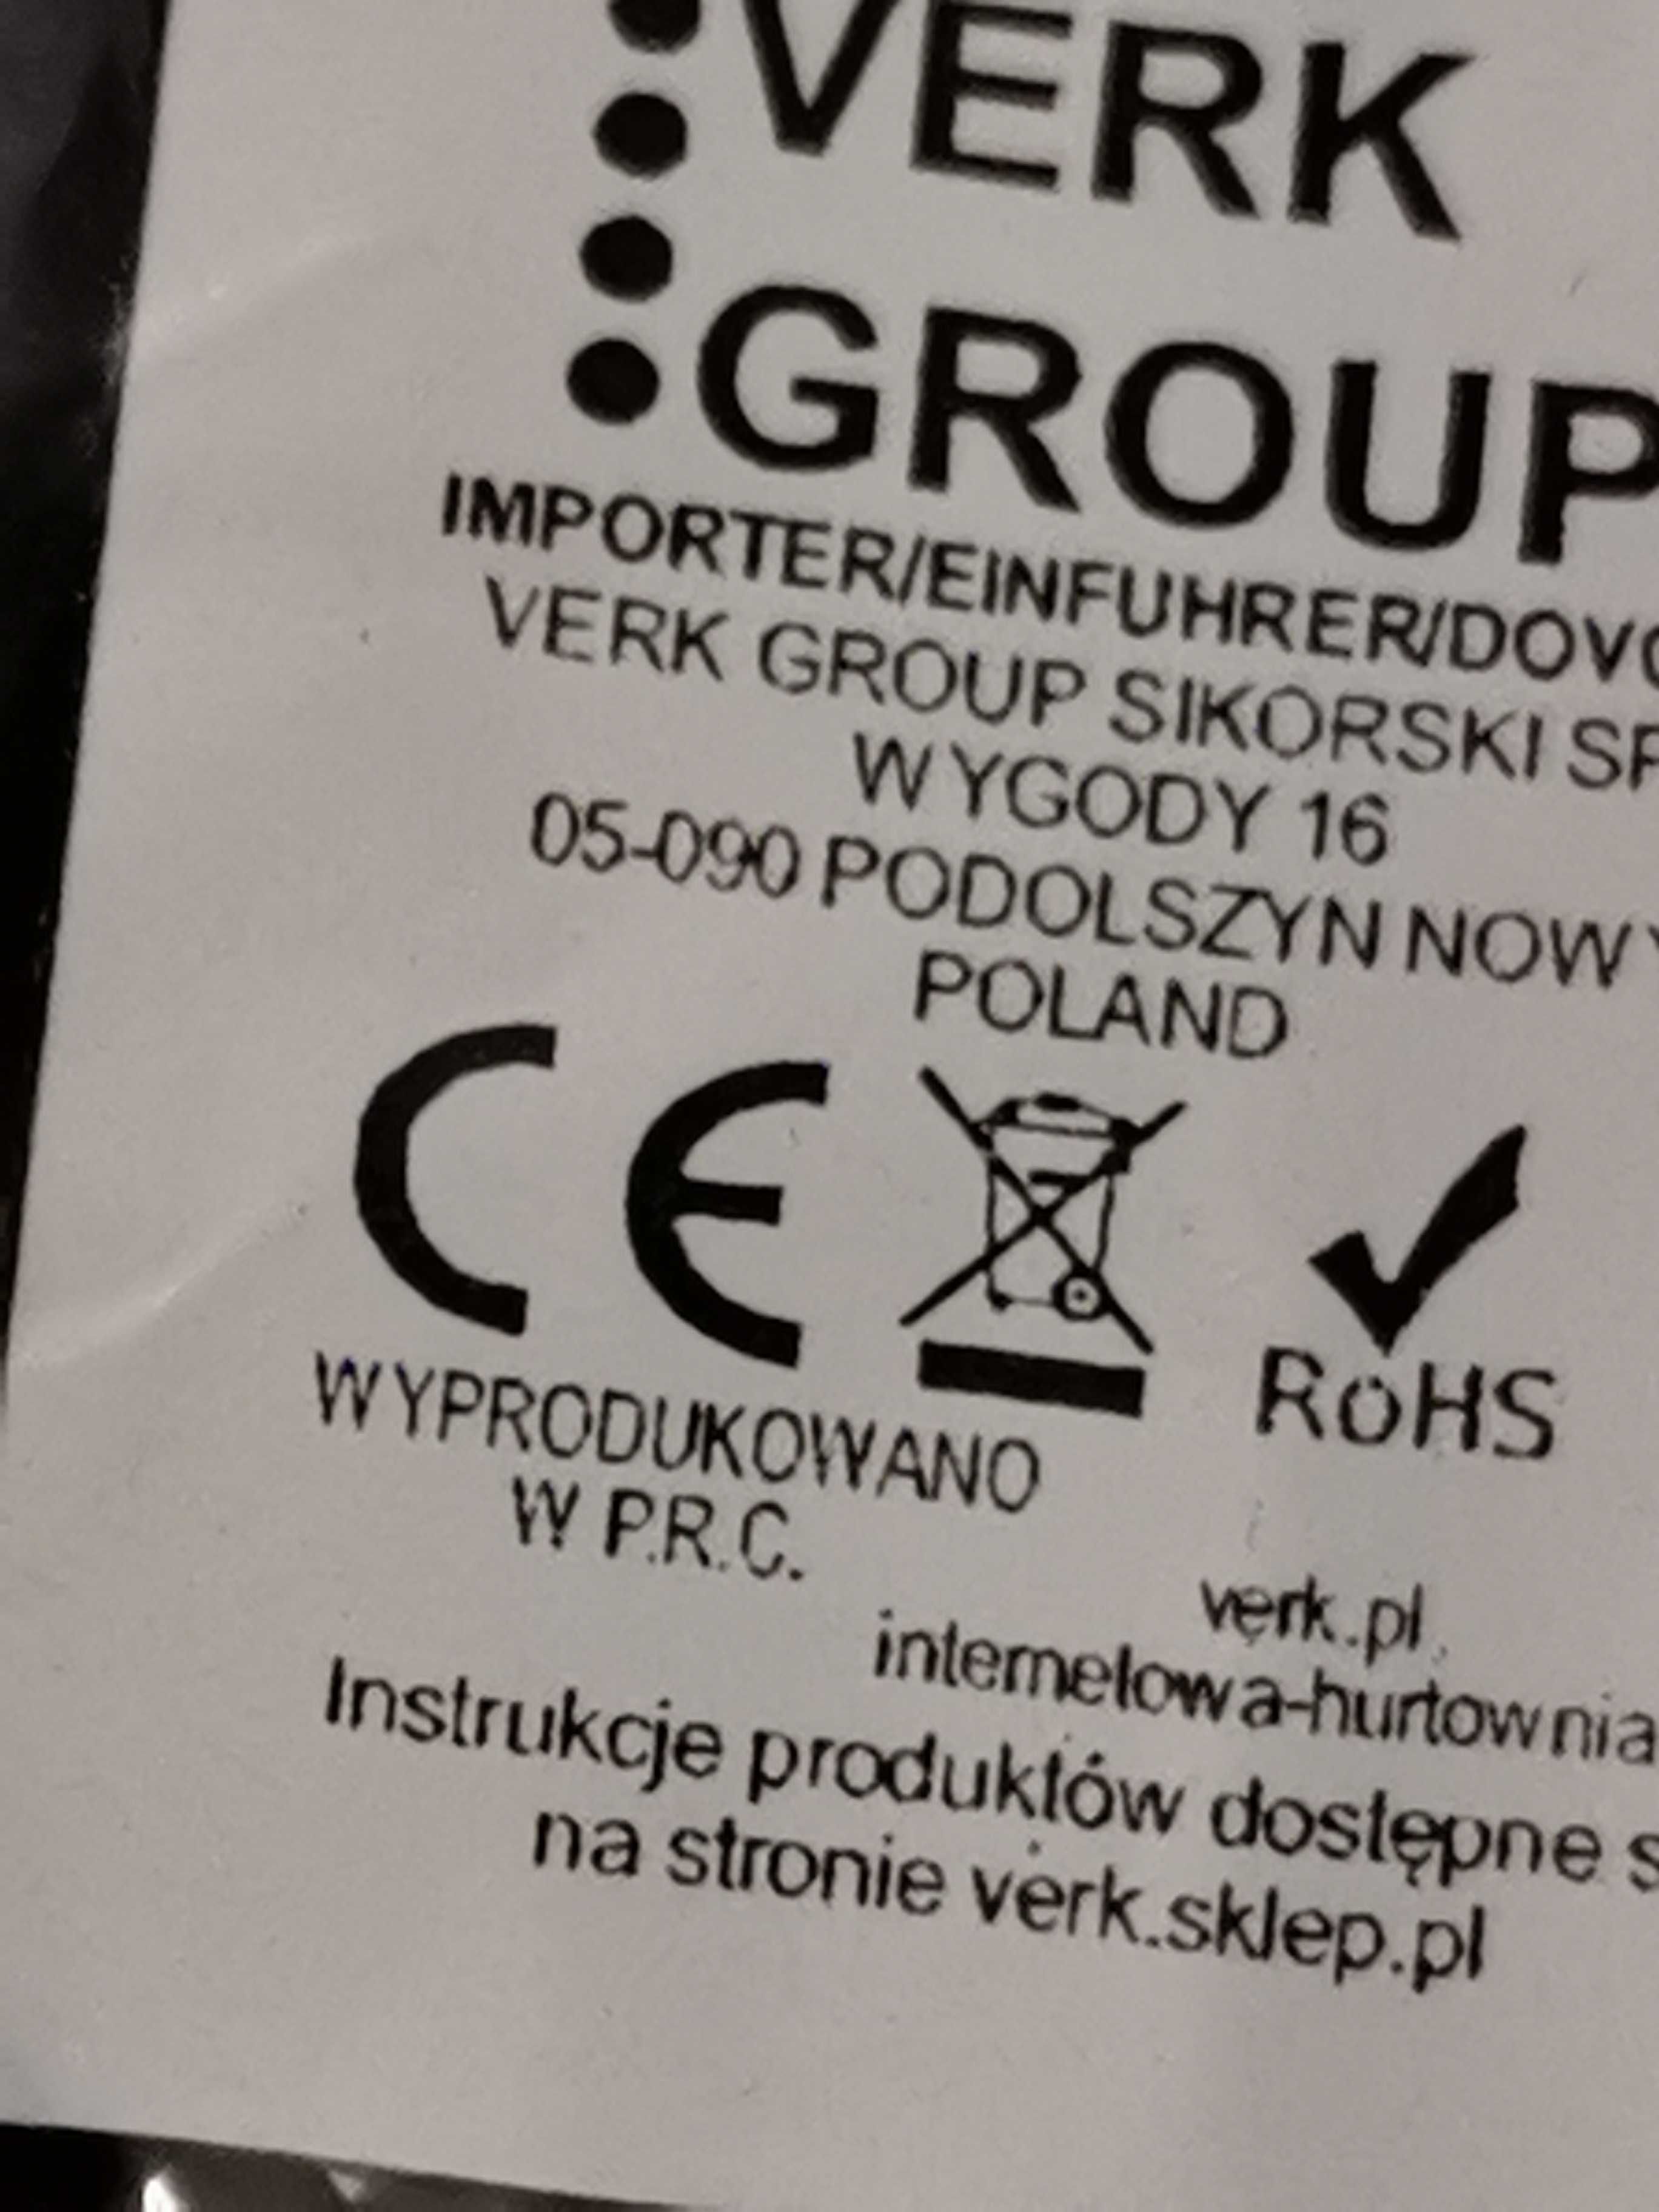 VERK
GROUP
IMPORTER/EINFUHRER/DOVO
VERK GROUP SIKORSKI SP
WYGODY 16
05-090 PODOLSZYN NOWY
POLAND
CE
RoHS
WYPRODUKOWANO
W P.R.C.
verk.pl
internetowa-hurtownia
Instrukcje produktów dostępne s
na stronie verk.sklep.pl